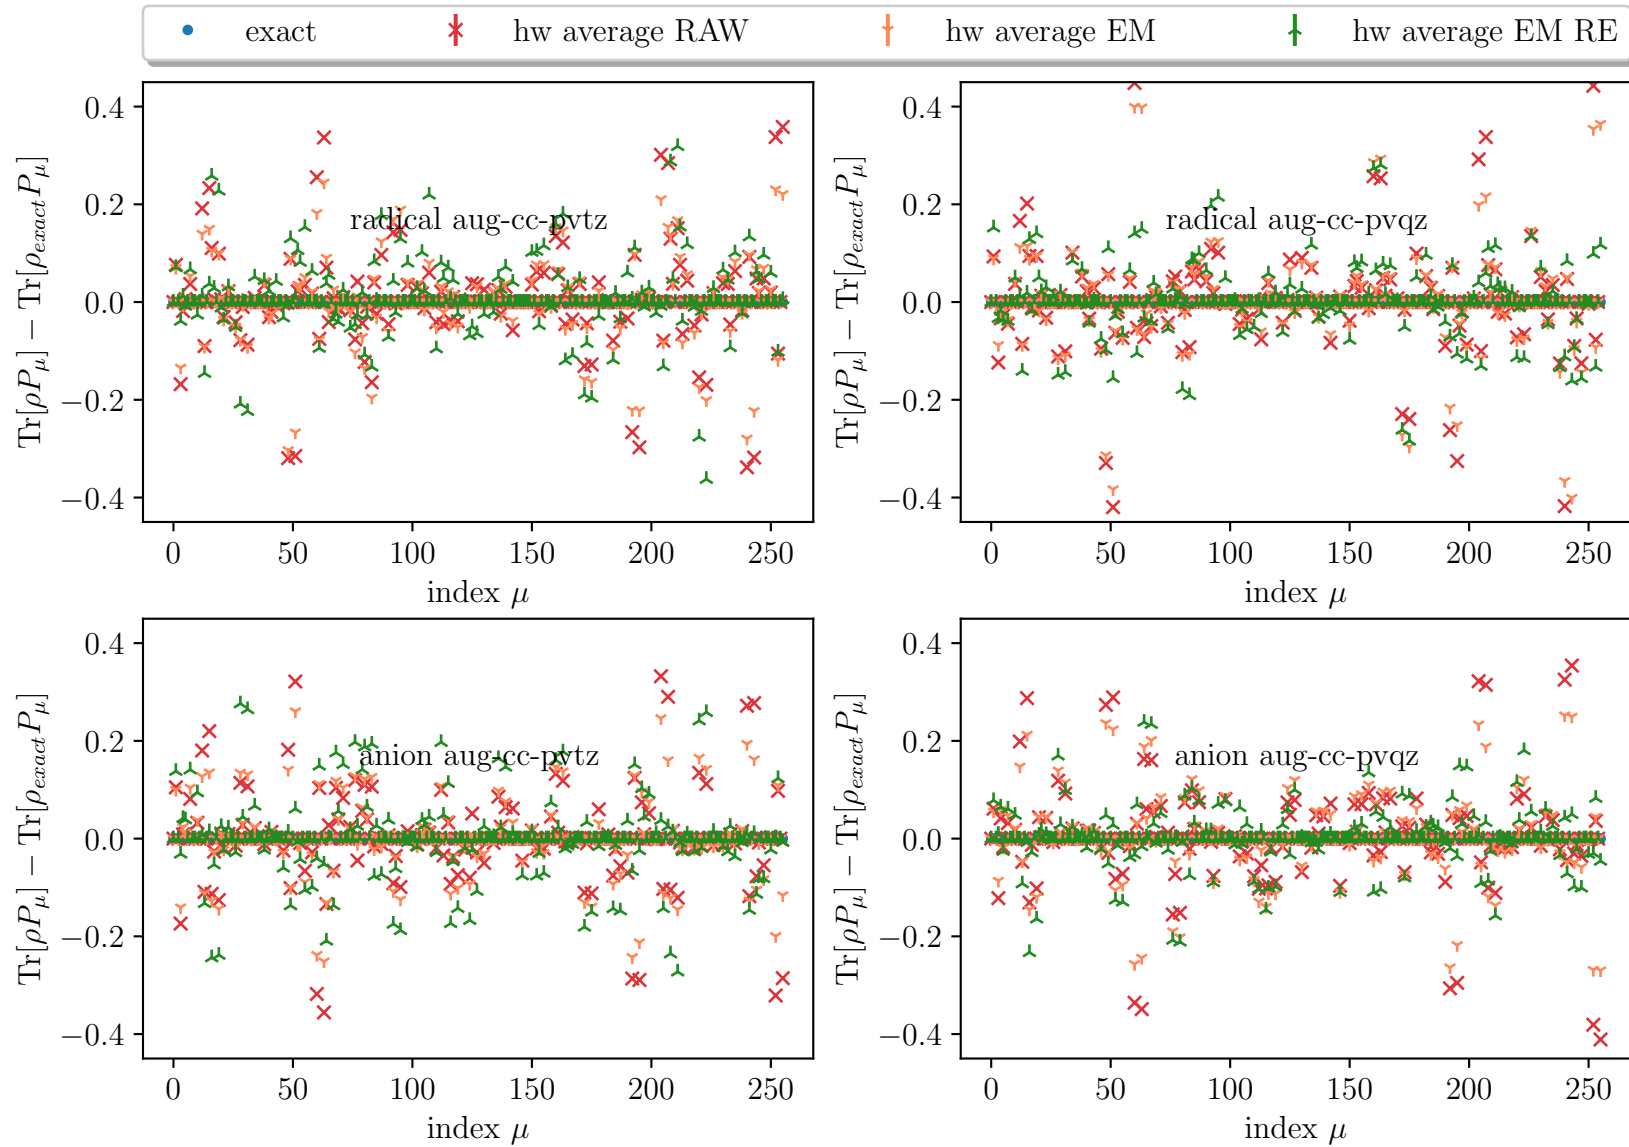 exact hw average RAW hw average EM hw average EM RE
Tr[ρP_μ] − Tr[ρ_exact P_μ]
0.4
0.2
0.0
−0.2
−0.4
radical aug-cc-pvtz
0 50 100 150 200 250
index μ
Tr[ρP_μ] − Tr[ρ_exact P_μ]
0.4
0.2
0.0
−0.2
−0.4
radical aug-cc-pvqz
0 50 100 150 200 250
index μ
Tr[ρP_μ] − Tr[ρ_exact P_μ]
0.4
0.2
0.0
−0.2
−0.4
anion aug-cc-pvtz
0 50 100 150 200 250
index μ
Tr[ρP_μ] − Tr[ρ_exact P_μ]
0.4
0.2
0.0
−0.2
−0.4
anion aug-cc-pvqz
0 50 100 150 200 250
index μ